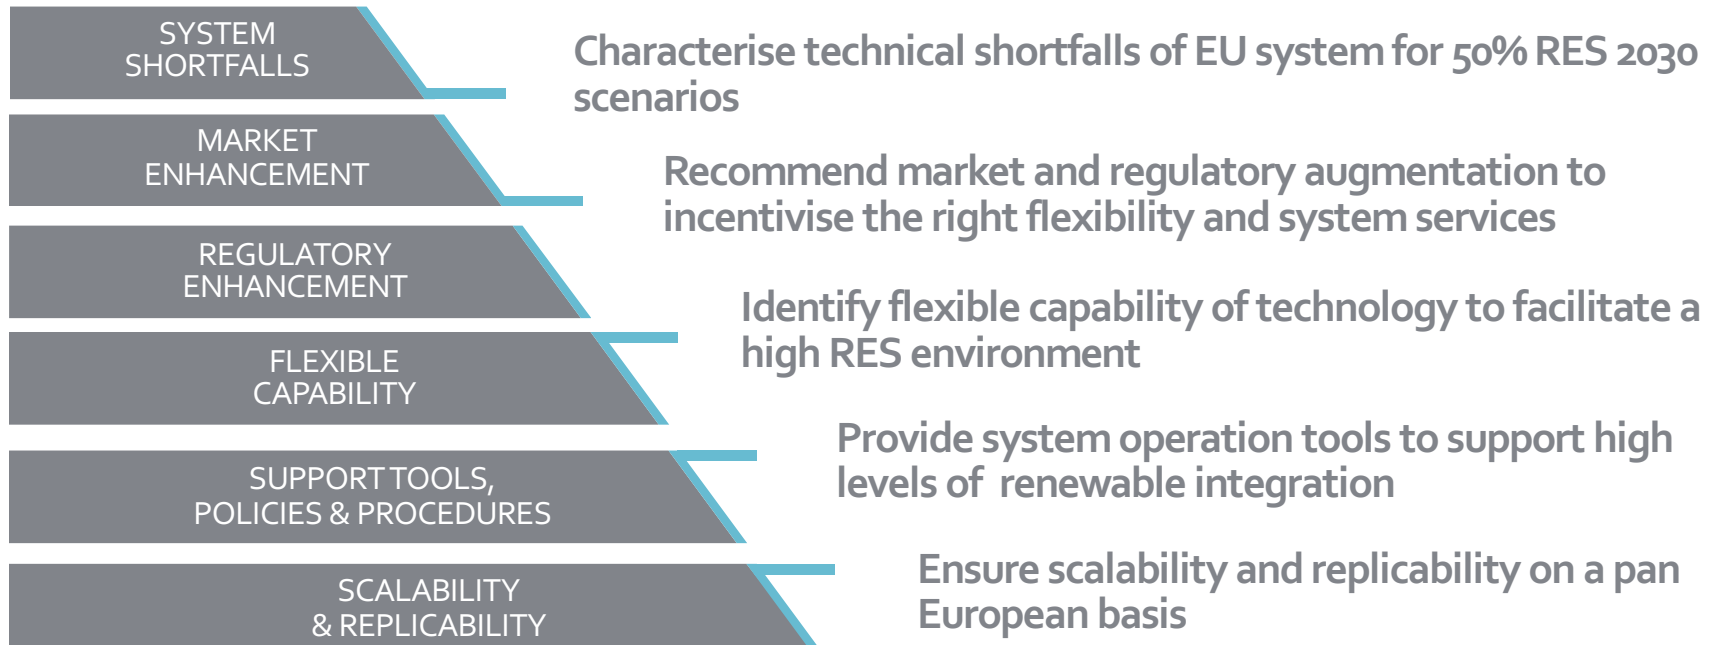 SYSTEM
SHORTFALLS
Characterise technical shortfalls of EU system for 50% RES 2030
scenarios
MARKET
ENHANCEMENT
Recommend market and regulatory augmentation to
incentivise the right flexibility and system services
REGULATORY
ENHANCEMENT
Identify flexible capability of technology to facilitate a
high RES environment
FLEXIBLE
CAPABILITY
Provide system operation tools to support high
levels of renewable integration
SUPPORT TOOLS,
POLICIES & PROCEDURES
Ensure scalability and replicability on a pan
European basis
SCALABILITY
& REPLICABILITY